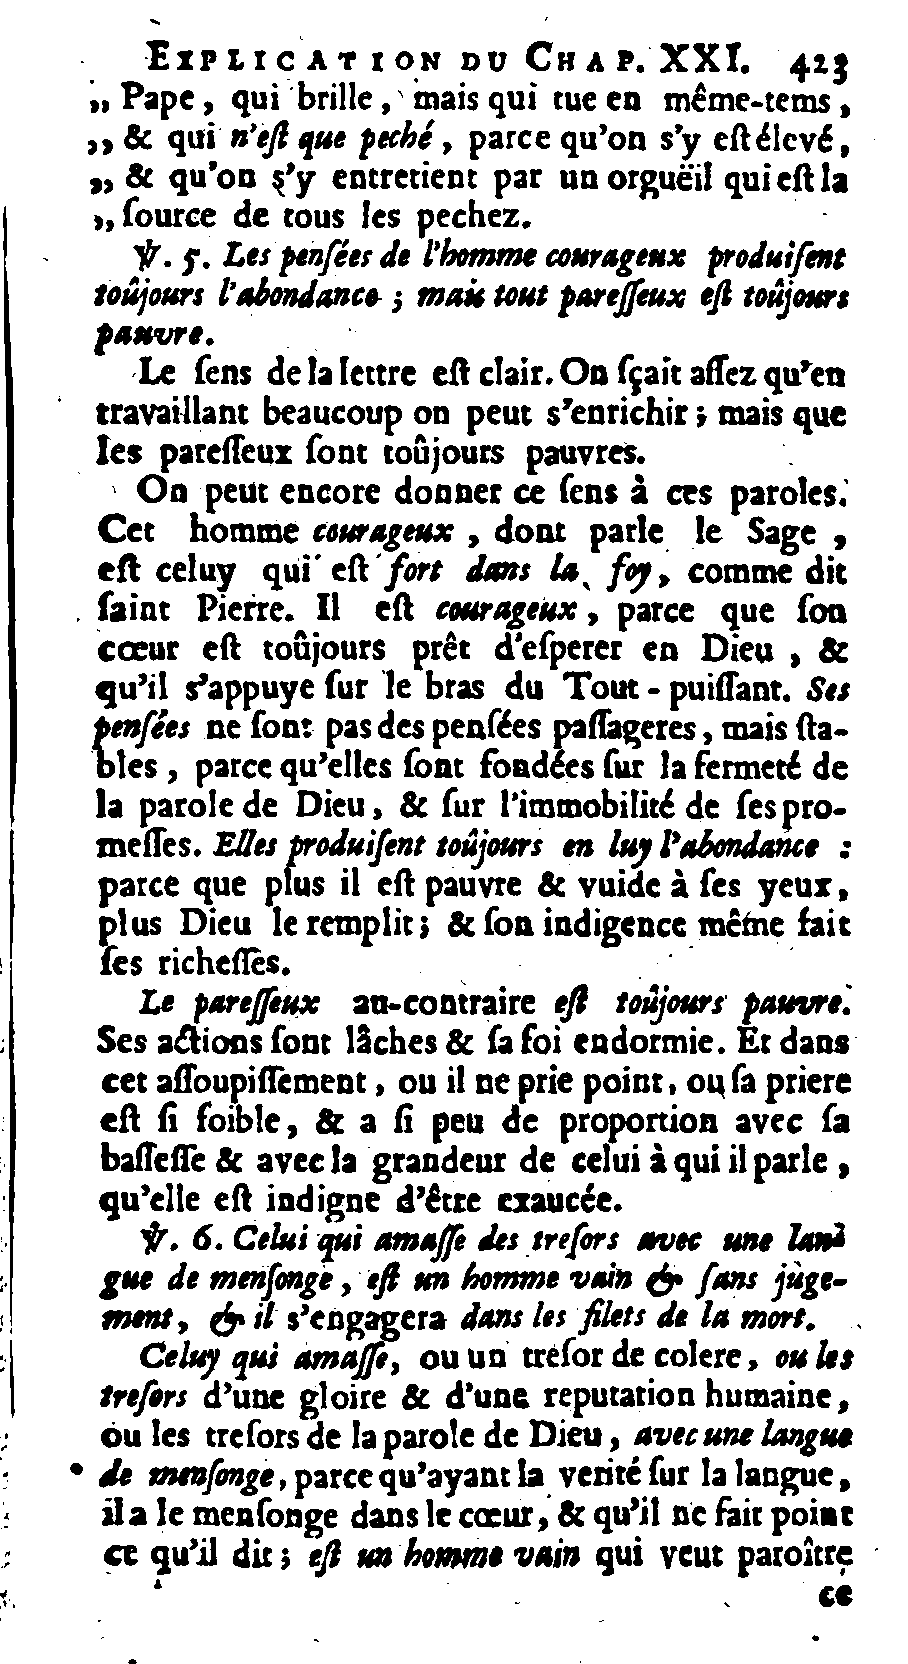 EXPLICATION DU CHAP. XXI. 423
„ Pape, qui brille, mais qui tue en même-tems,
„ & qui n'eſt que peché, parce qu'on s'y eſt élevé,
„ & qu'on s'y entretient par un orguëil qui eſt la
„ ſource de tous les pechez.
℣. 5. Les penſées de l'homme courageux produiſent
toûjours l'abondance ; mais tout pareſſeux eſt toûjours
pauvre.
Le ſens de la lettre eſt clair. On ſçait aſſez qu'en
travaillant beaucoup on peut s'enrichir ; mais que
les pareſſeux ſont toûjours pauvres.
On peut encore donner ce ſens à ces paroles.
Cet homme courageux, dont parle le Sage,
eſt celuy qui eſt fort dans la foy, comme dit
ſaint Pierre. Il eſt courageux, parce que ſon
cœur eſt toûjours prêt d'eſperer en Dieu, &
qu'il s'appuye ſur le bras du Tout-puiſſant. Ses
penſées ne ſont pas des penſées paſſageres, mais ſta-
bles, parce qu'elles ſont fondées ſur la fermeté de
la parole de Dieu, & ſur l'immobilité de ſes pro-
meſſes. Elles produiſent toûjours en luy l'abondance :
parce que plus il eſt pauvre & vuide à ſes yeux,
plus Dieu le remplit ; & ſon indigence même fait
ſes richeſſes.
Le pareſſeux au-contraire eſt toûjours pauvre.
Ses actions ſont lâches & ſa foi endormie. Et dans
cet aſſoupiſſement, ou il ne prie point, ou ſa priere
eſt ſi foible, & a ſi peu de proportion avec ſa
baſſeſſe & avec la grandeur de celui à qui il parle,
qu'elle eſt indigne d'être exaucée.
℣. 6. Celui qui amaſſe des treſors avec une lan-
gue de menſonge, eſt un homme vain & ſans juge-
ment, & il s'engagera dans les filets de la mort.
Celuy qui amaſſe, ou un treſor de colere, ou les
treſors d'une gloire & d'une reputation humaine,
ou les treſors de la parole de Dieu, avec une langue
de menſonge, parce qu'ayant la verité ſur la langue,
il a le menſonge dans le cœur, & qu'il ne fait point
ce qu'il dit ; eſt un homme vain qui veut paroître
ce